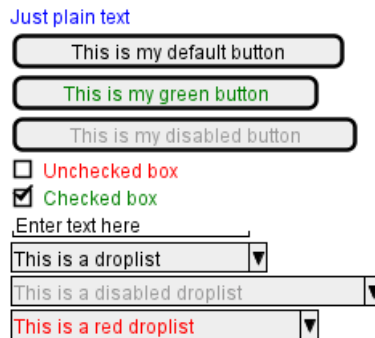 Just plain text
This is my default button
This is my green button
This is my disabled button
Unchecked box
Checked box
Enter text here
This is a droplist
This is a disabled droplist
This is a red droplist